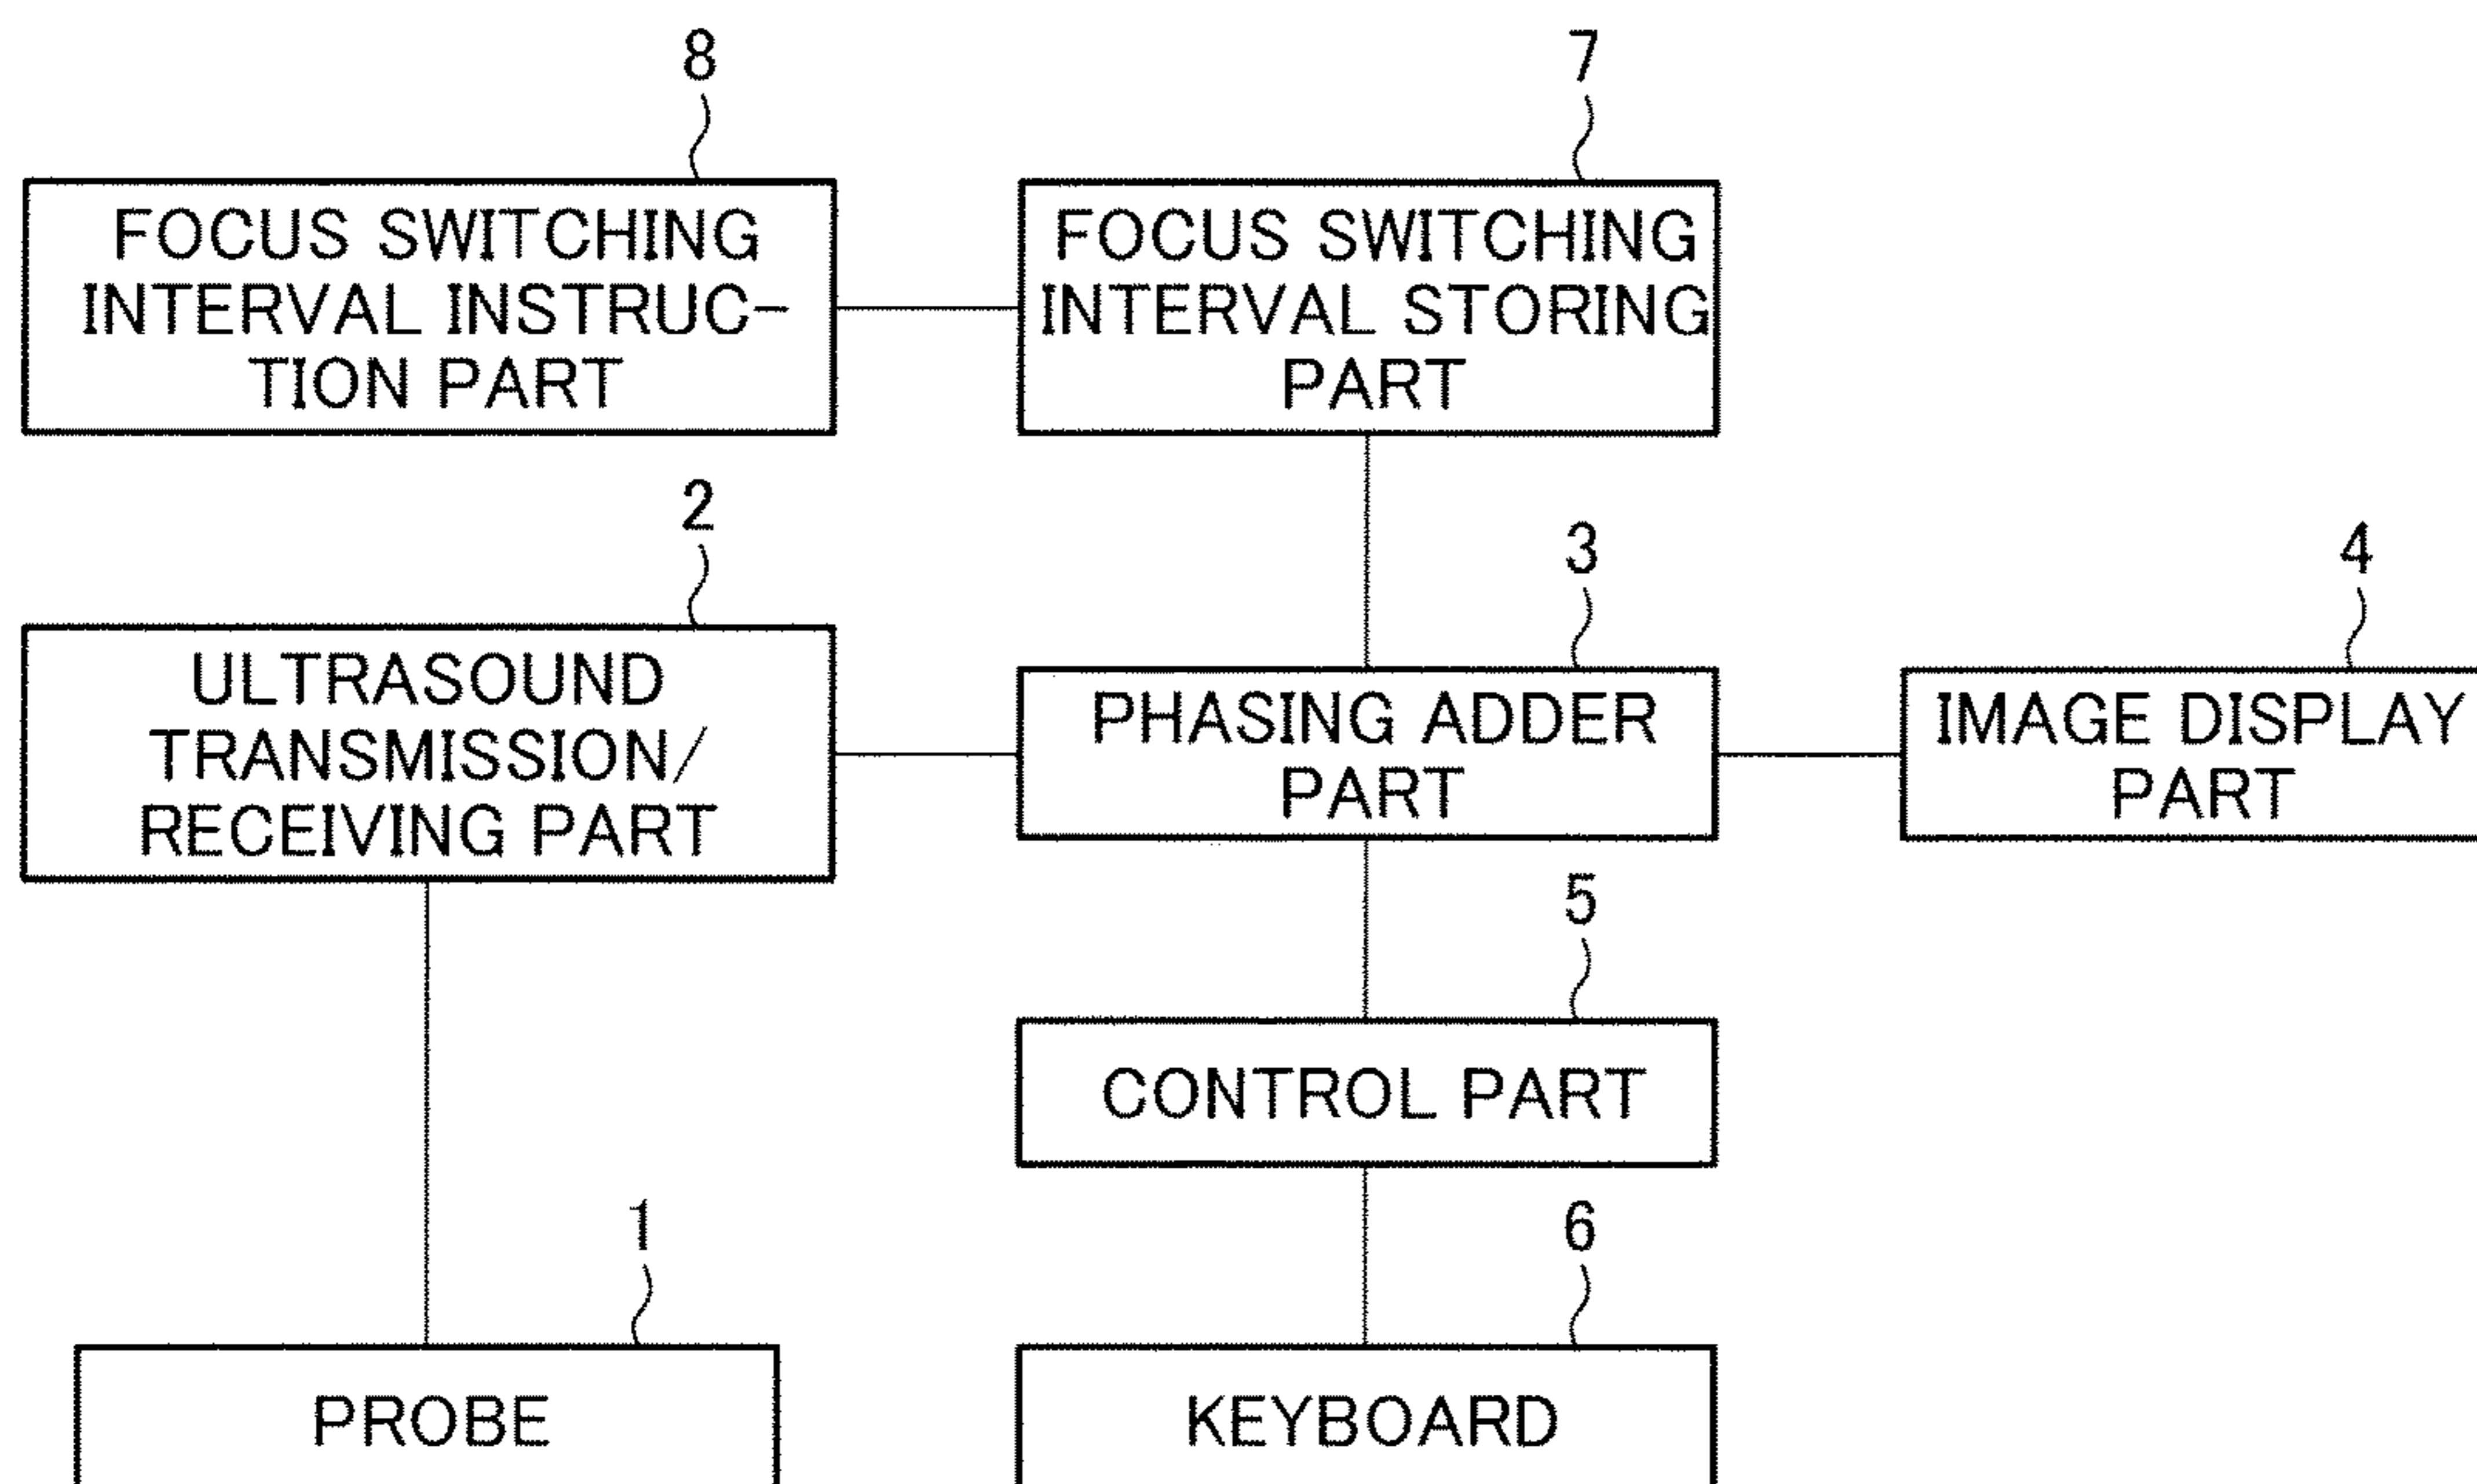 8
FOCUS SWITCHING
INTERVAL INSTRUC-
TION PART
7
FOCUS SWITCHING
INTERVAL STORING
PART
2
ULTRASOUND
TRANSMISSION/
RECEIVING PART
3
PHASING ADDER
PART
4
IMAGE DISPLAY
PART
5
CONTROL PART
1
PROBE
6
KEYBOARD